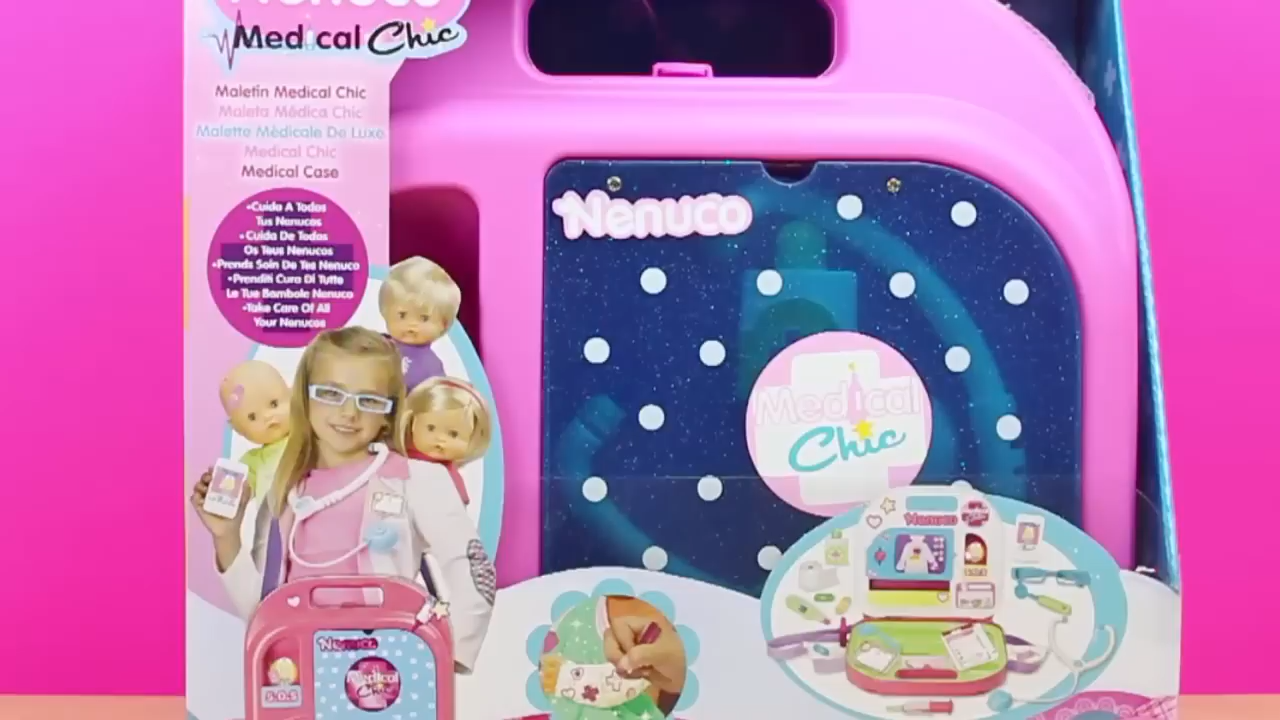 Nenuco
Medical Chic
Maletín Medical Chic
Maleta Médica Chic
Malette Mèdicale De Luxe
Medical Chic
Medical Case
•Cuida A Todos
Tus Nenucos
•Cuida De Todos
Os Teus Nenucos
•Prends Soin De Tes Nenuco
•Prenditi Cura Di Tutte
Le Tue Bambole Nenuco
•Take Care Of All
Your Nenucos
Nenuco
Medical
Chic
Nenuco
Nenuco
S.O.S
Medical
Chic